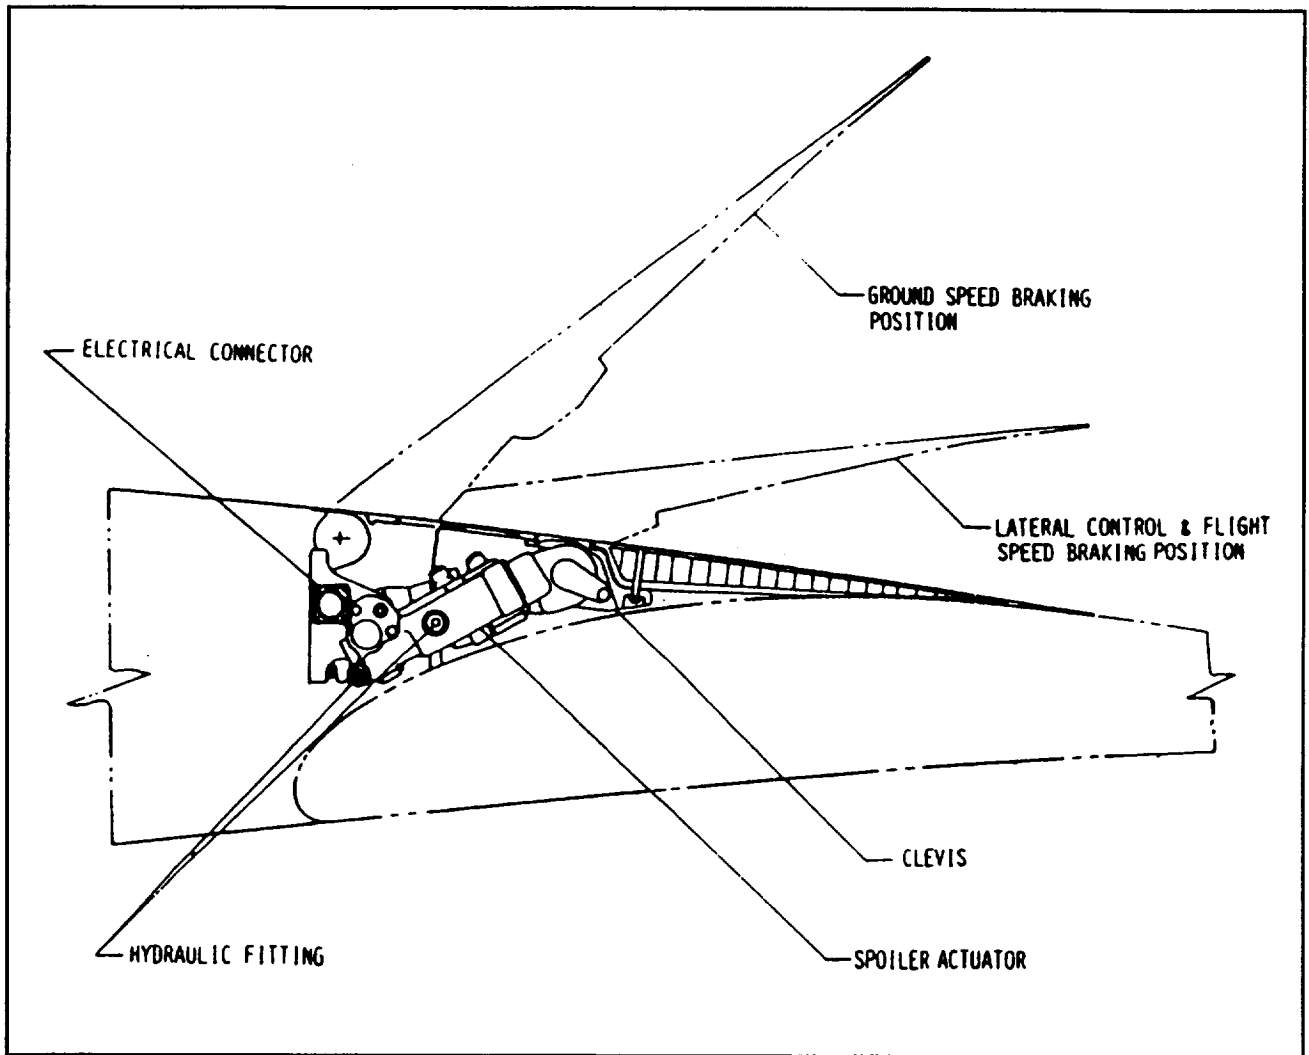 GROUND SPEED BRAKING
POSITION
ELECTRICAL CONNECTOR
LATERAL CONTROL & FLIGHT
SPEED BRAKING POSITION
CLEVIS
HYDRAULIC FITTING
SPOILER ACTUATOR